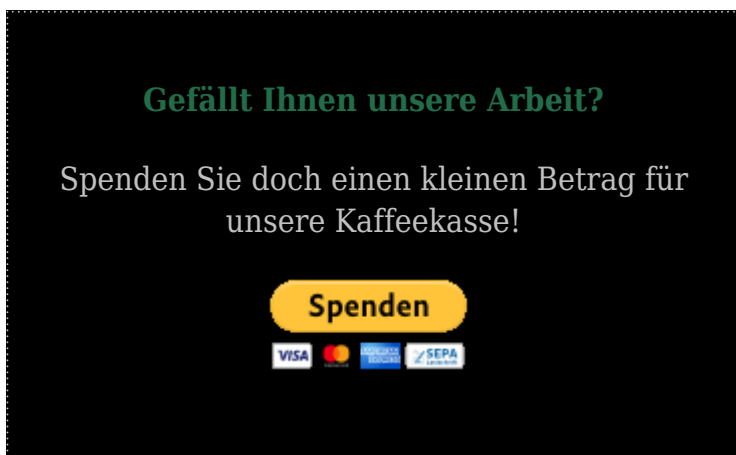 Gefällt Ihnen unsere Arbeit?
Spenden Sie doch einen kleinen Betrag für
unsere Kaffeekasse!
Spenden
VISA SEPA